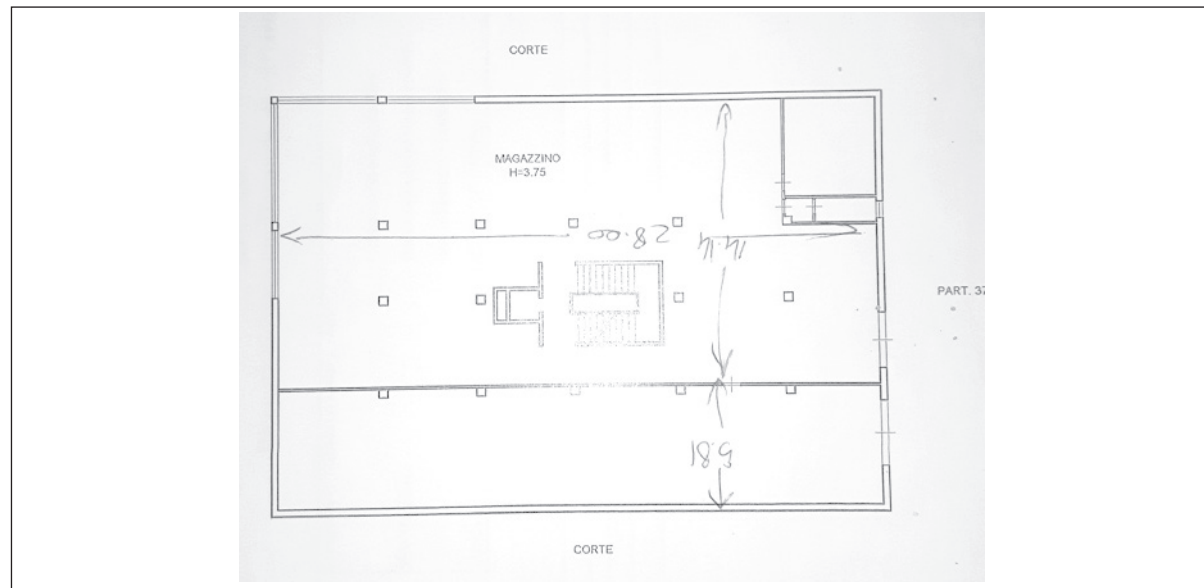 CORTE
MAGAZZINO
H=3.75
28.00
14.14
PART. 37
5.81
CORTE